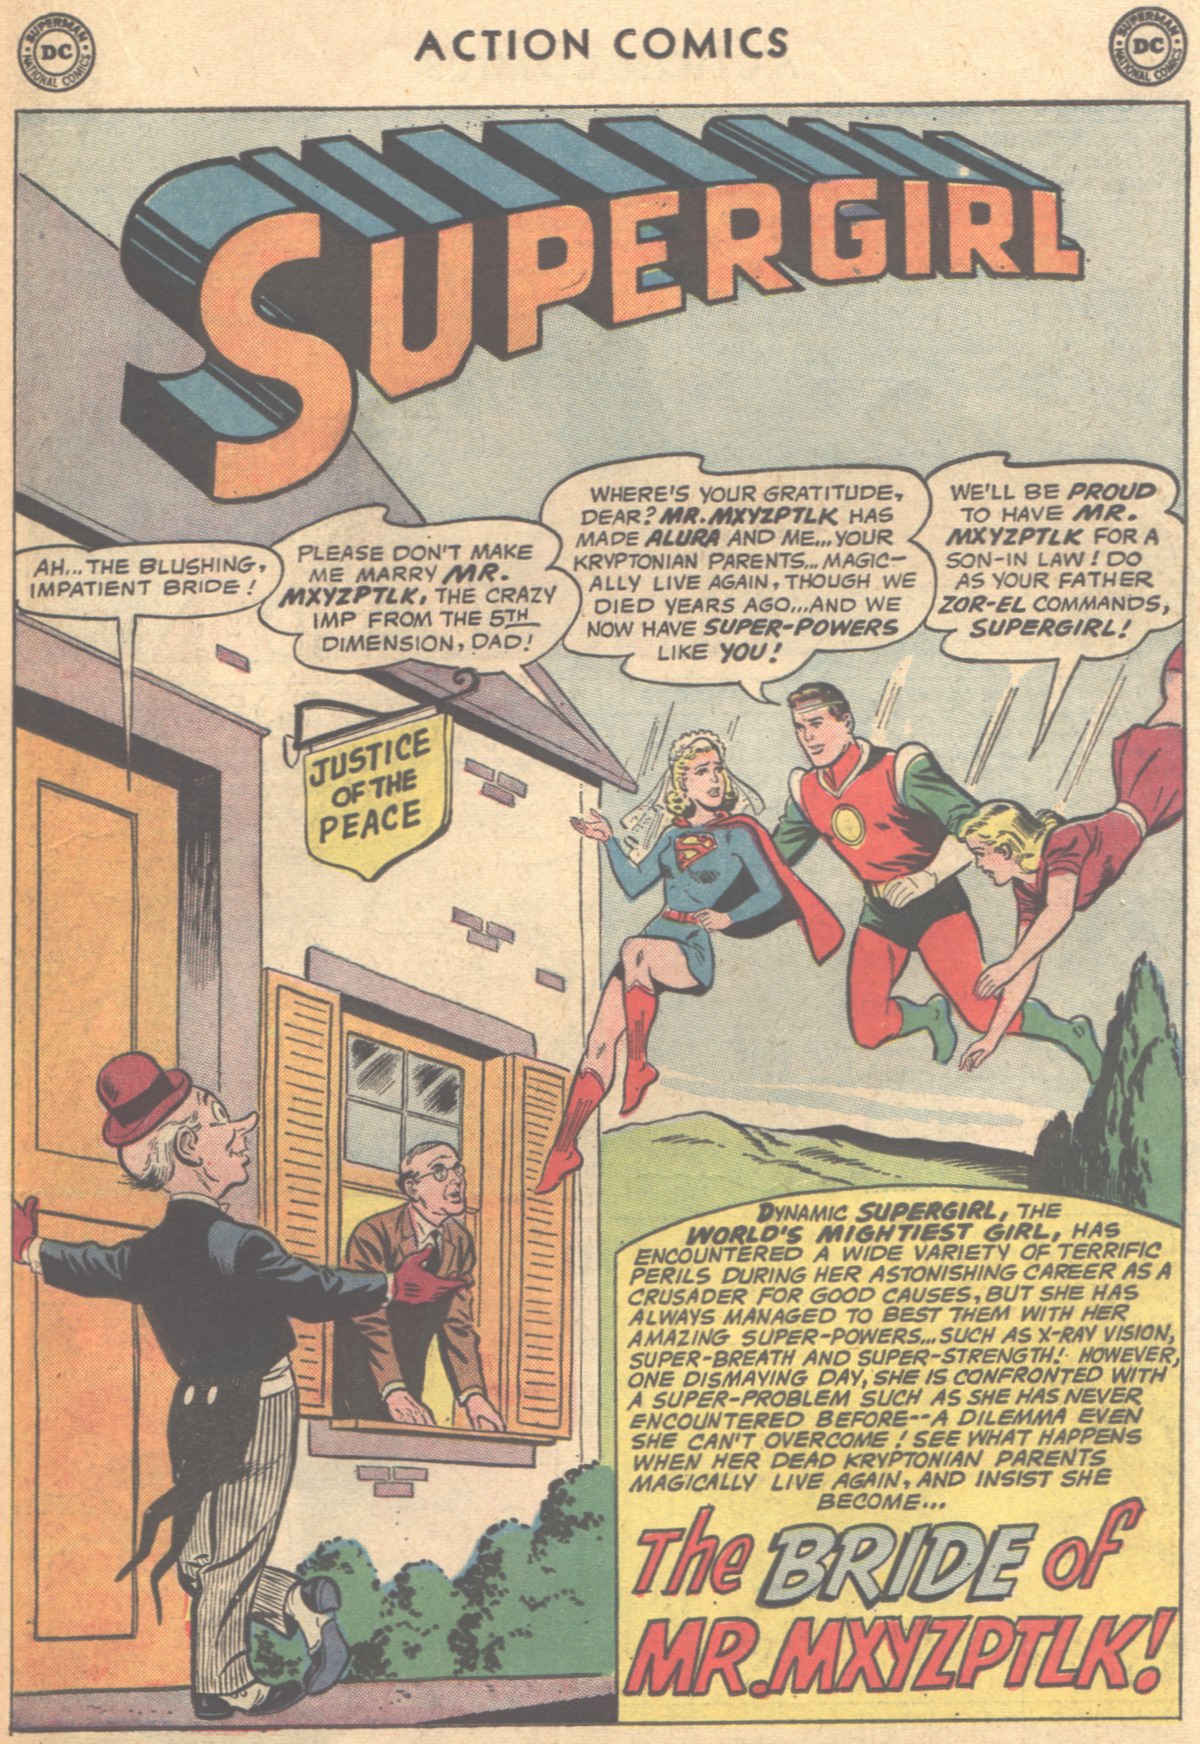 SUPERMAN
DC
NATIONAL COMICS
ACTION COMICS
SUPERMAN
DC
NATIONAL COMICS
SUPERGIRL
AH...THE BLUSHING,
IMPATIENT BRIDE!
PLEASE DON'T MAKE
ME MARRY MR.
MXYZPTLK, THE CRAZY
IMP FROM THE 5TH
DIMENSION, DAD!
WHERE'S YOUR GRATITUDE,
DEAR? MR. MXYZPTLK HAS
MADE ALURA AND ME...YOUR
KRYPTONIAN PARENTS... MAGIC-
ALLY LIVE AGAIN, THOUGH WE
DIED YEARS AGO...AND WE
NOW HAVE SUPER-POWERS
LIKE YOU!
WE'LL BE PROUD
TO HAVE MR.
MXYZPTLK FOR A
SON-IN LAW! DO
AS YOUR FATHER
ZOR-EL COMMANDS,
SUPERGIRL!
JUSTICE
OF THE
PEACE
DYNAMIC SUPERGIRL, THE
WORLD'S MIGHTIEST GIRL, HAS
ENCOUNTERED A WIDE VARIETY OF TERRIFIC
PERILS DURING HER ASTONISHING CAREER AS A
CRUSADER FOR GOOD CAUSES, BUT SHE HAS
ALWAYS MANAGED TO BEST THEM WITH HER
AMAZING SUPER-POWERS... SUCH AS X-RAY VISION,
SUPER-BREATH AND SUPER-STRENGTH! HOWEVER,
ONE DISMAYING DAY, SHE IS CONFRONTED WITH
A SUPER-PROBLEM SUCH AS SHE HAS NEVER
ENCOUNTERED BEFORE--A DILEMMA EVEN
SHE CAN'T OVERCOME! SEE WHAT HAPPENS
WHEN HER DEAD KRYPTONIAN PARENTS
MAGICALLY LIVE AGAIN, AND INSIST SHE
BECOME...
The BRIDE of
MR. MXYZPTLK!